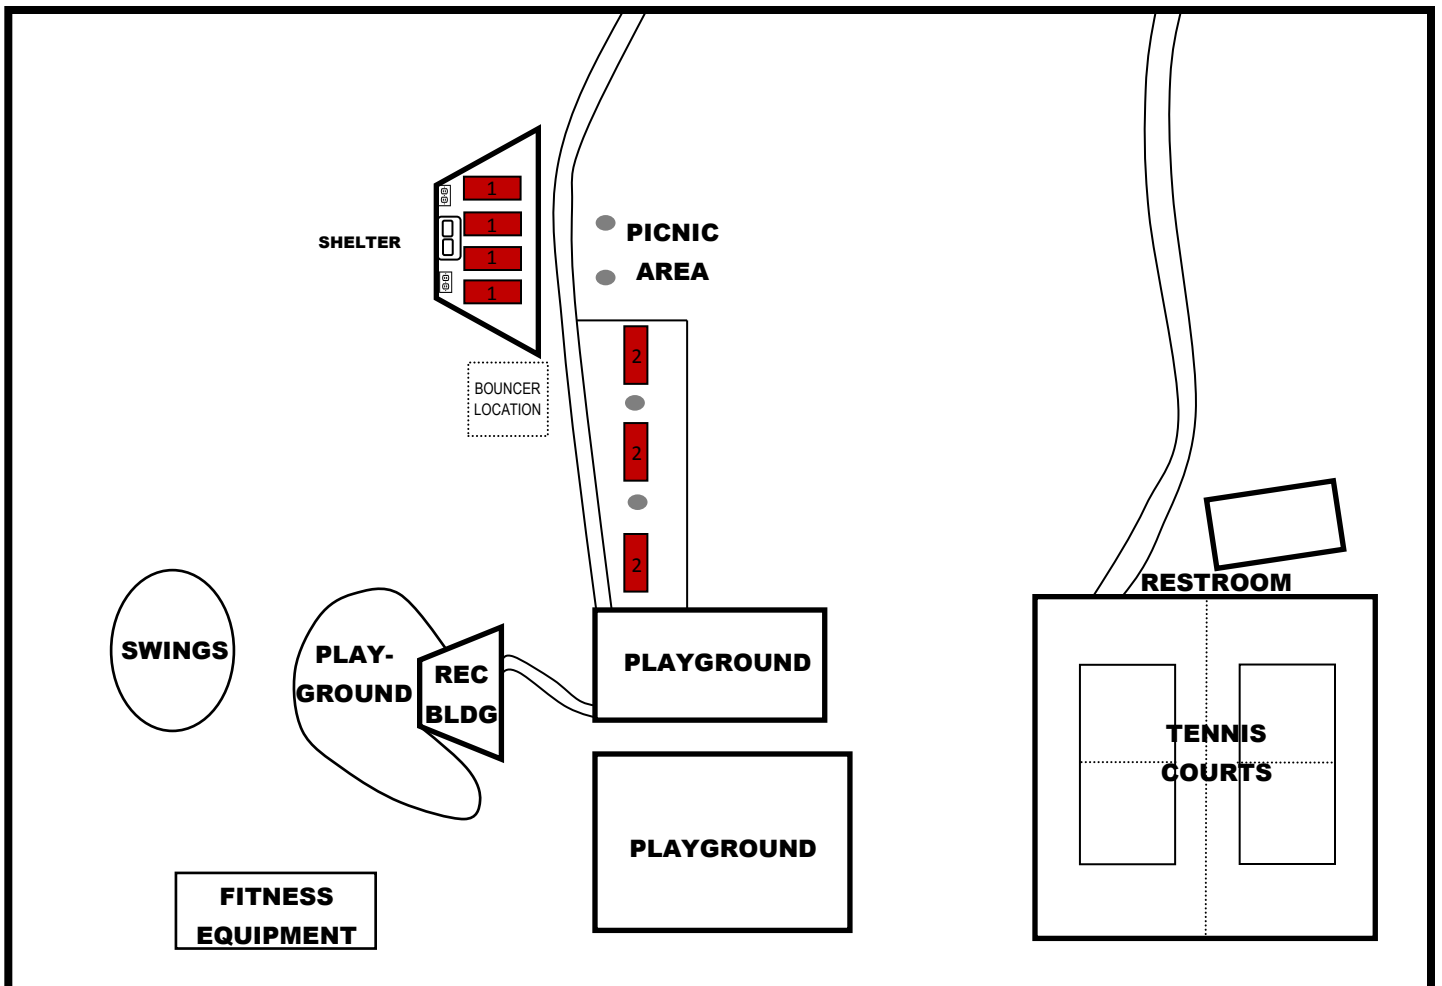 1
1
1
1
SHELTER
PICNIC
AREA
2
BOUNCER
LOCATION
2
2
RESTROOM
SWINGS
PLAY-
GROUND
REC
BLDG
PLAYGROUND
TENNIS
COURTS
PLAYGROUND
FITNESS
EQUIPMENT